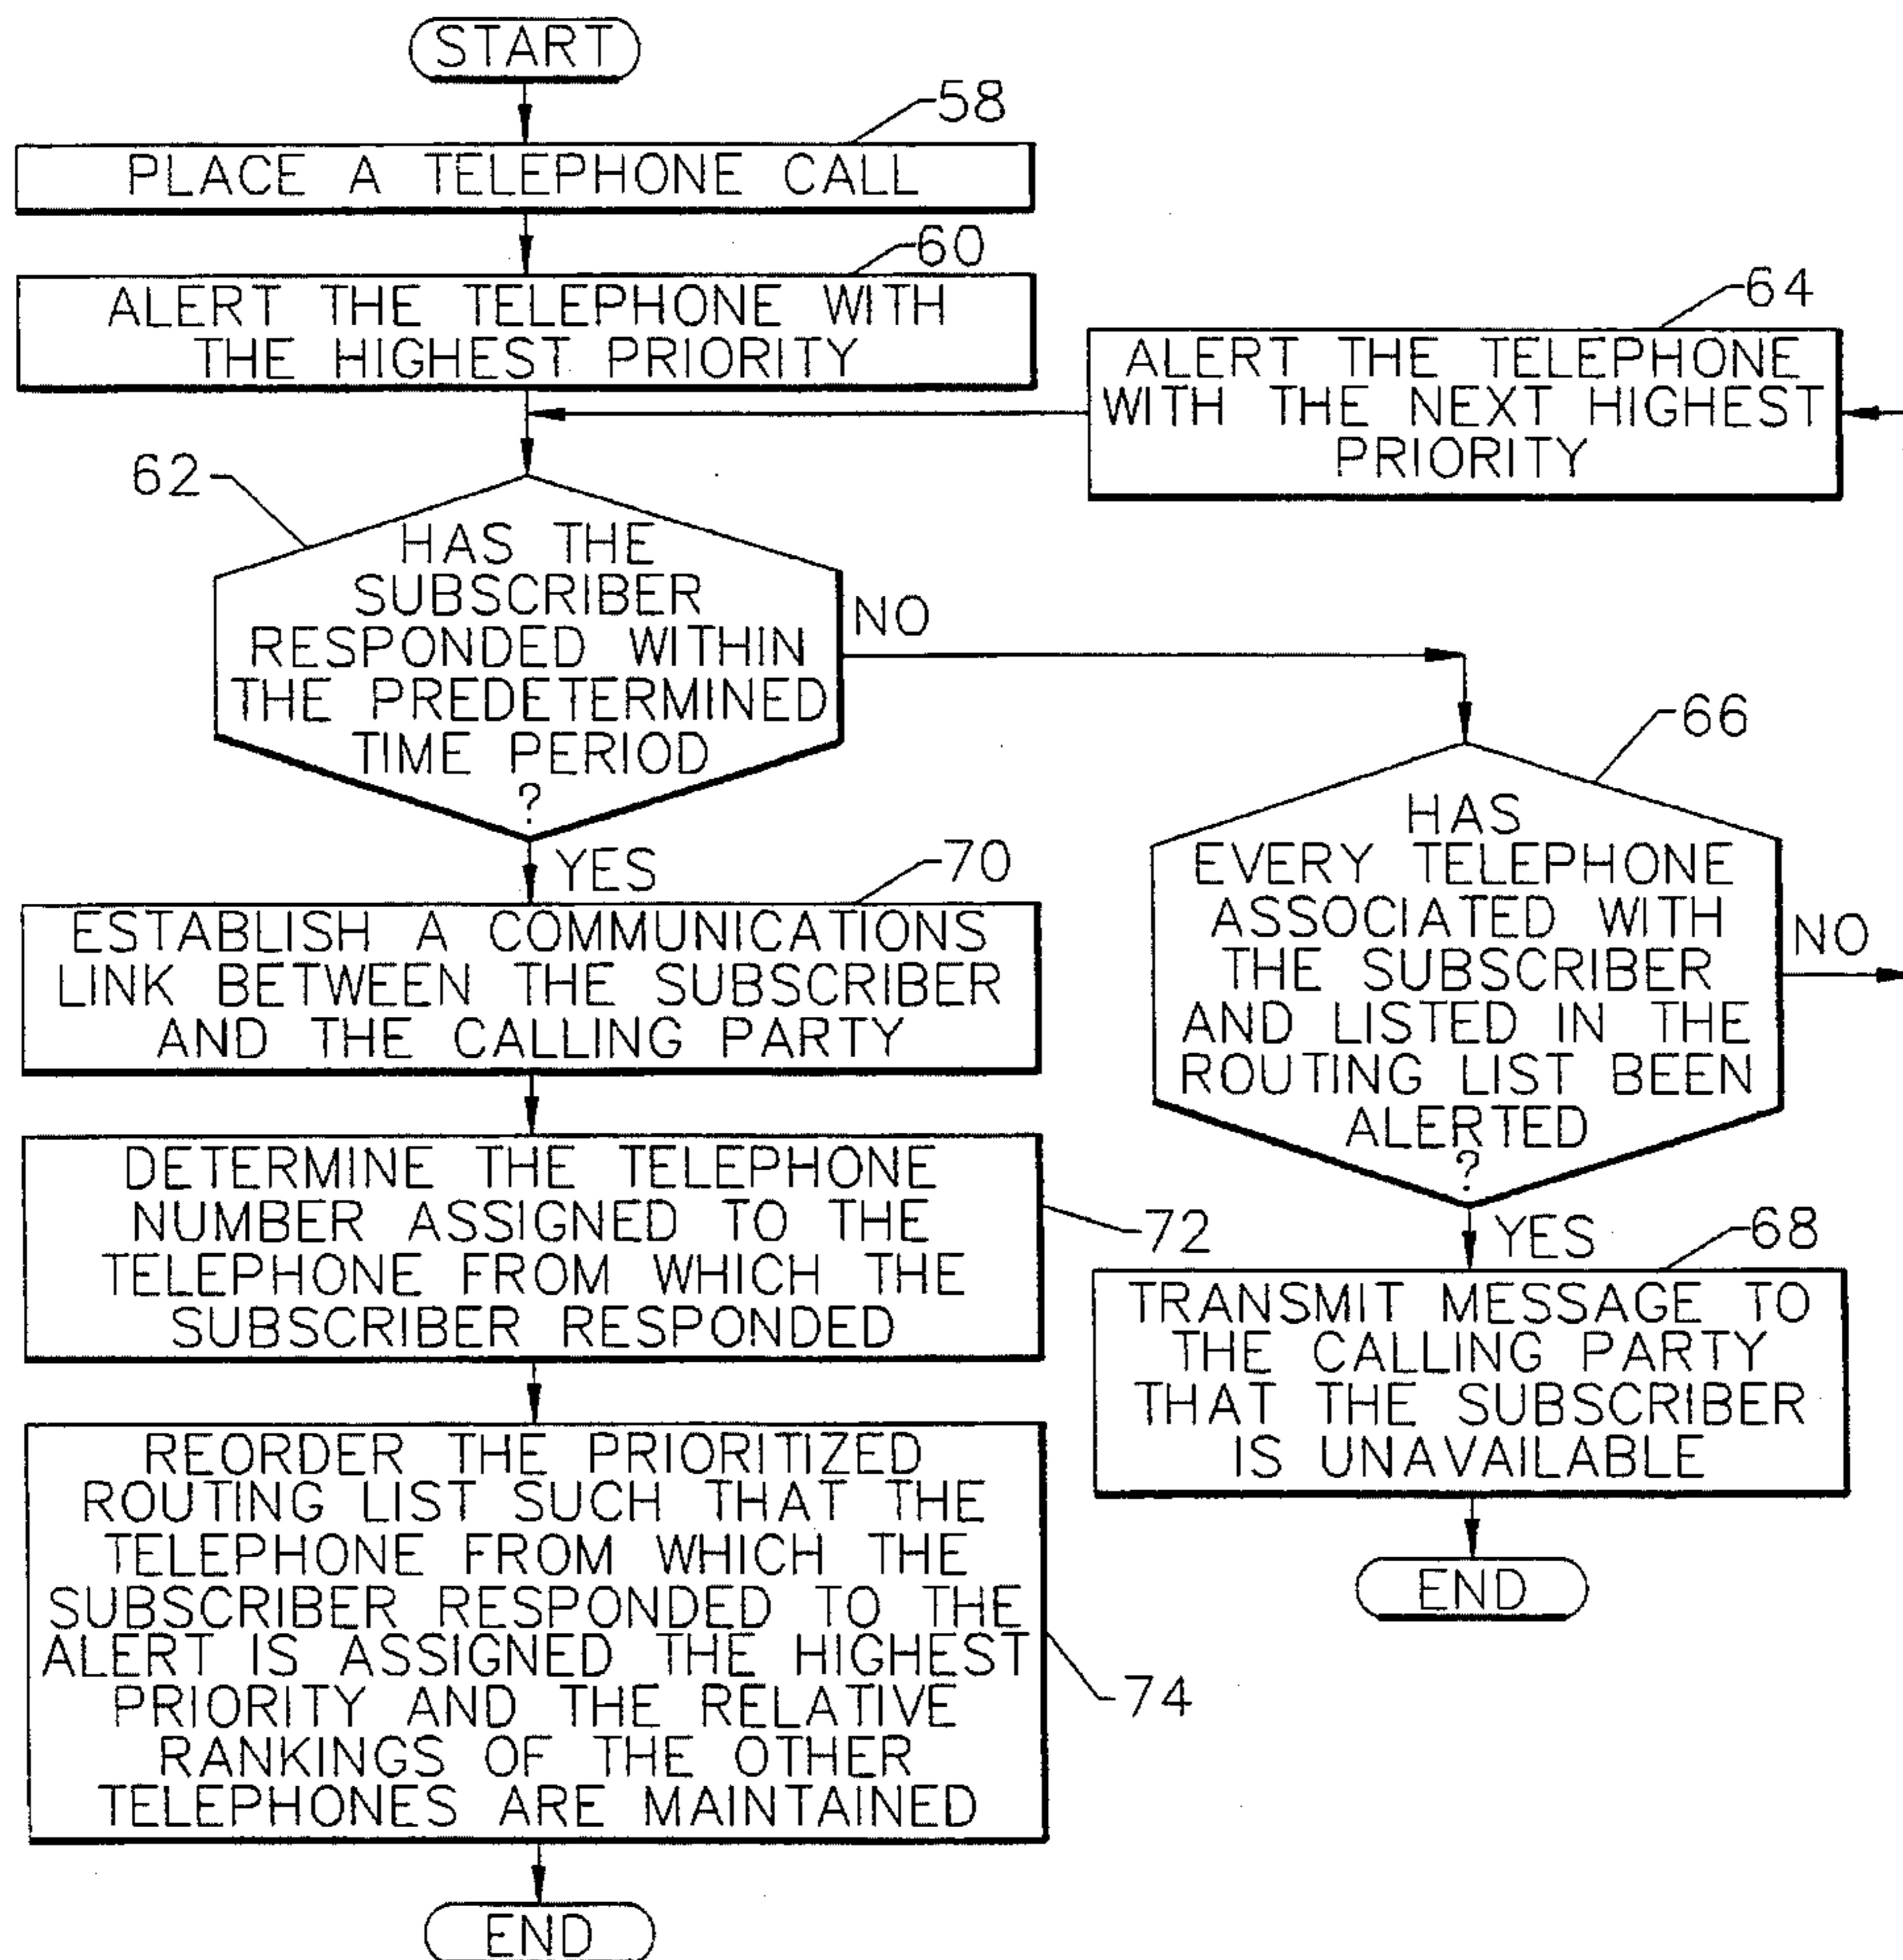 START
58
PLACE A TELEPHONE CALL
60
ALERT THE TELEPHONE WITH
THE HIGHEST PRIORITY
64
ALERT THE TELEPHONE
WITH THE NEXT HIGHEST
PRIORITY
62
HAS THE
SUBSCRIBER
RESPONDED WITHIN
THE PREDETERMINED
TIME PERIOD
?
NO
YES
66
HAS
EVERY TELEPHONE
ASSOCIATED WITH
THE SUBSCRIBER
AND LISTED IN THE
ROUTING LIST BEEN
ALERTED
?
NO
YES
70
ESTABLISH A COMMUNICATIONS
LINK BETWEEN THE SUBSCRIBER
AND THE CALLING PARTY
72
DETERMINE THE TELEPHONE
NUMBER ASSIGNED TO THE
TELEPHONE FROM WHICH THE
SUBSCRIBER RESPONDED
68
TRANSMIT MESSAGE TO
THE CALLING PARTY
THAT THE SUBSCRIBER
IS UNAVAILABLE
END
74
REORDER THE PRIORITIZED
ROUTING LIST SUCH THAT THE
TELEPHONE FROM WHICH THE
SUBSCRIBER RESPONDED TO THE
ALERT IS ASSIGNED THE HIGHEST
PRIORITY AND THE RELATIVE
RANKINGS OF THE OTHER
TELEPHONES ARE MAINTAINED
END